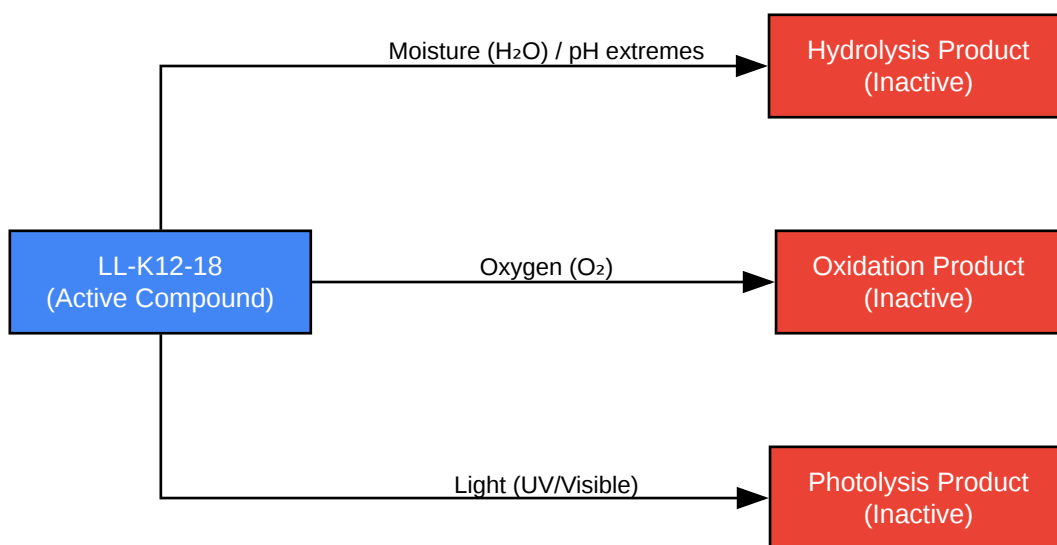 Moisture (H₂O) / pH extremes
Hydrolysis Product
(Inactive)
LL-K12-18
(Active Compound)
Oxygen (O₂)
Oxidation Product
(Inactive)
Light (UV/Visible)
Photolysis Product
(Inactive)